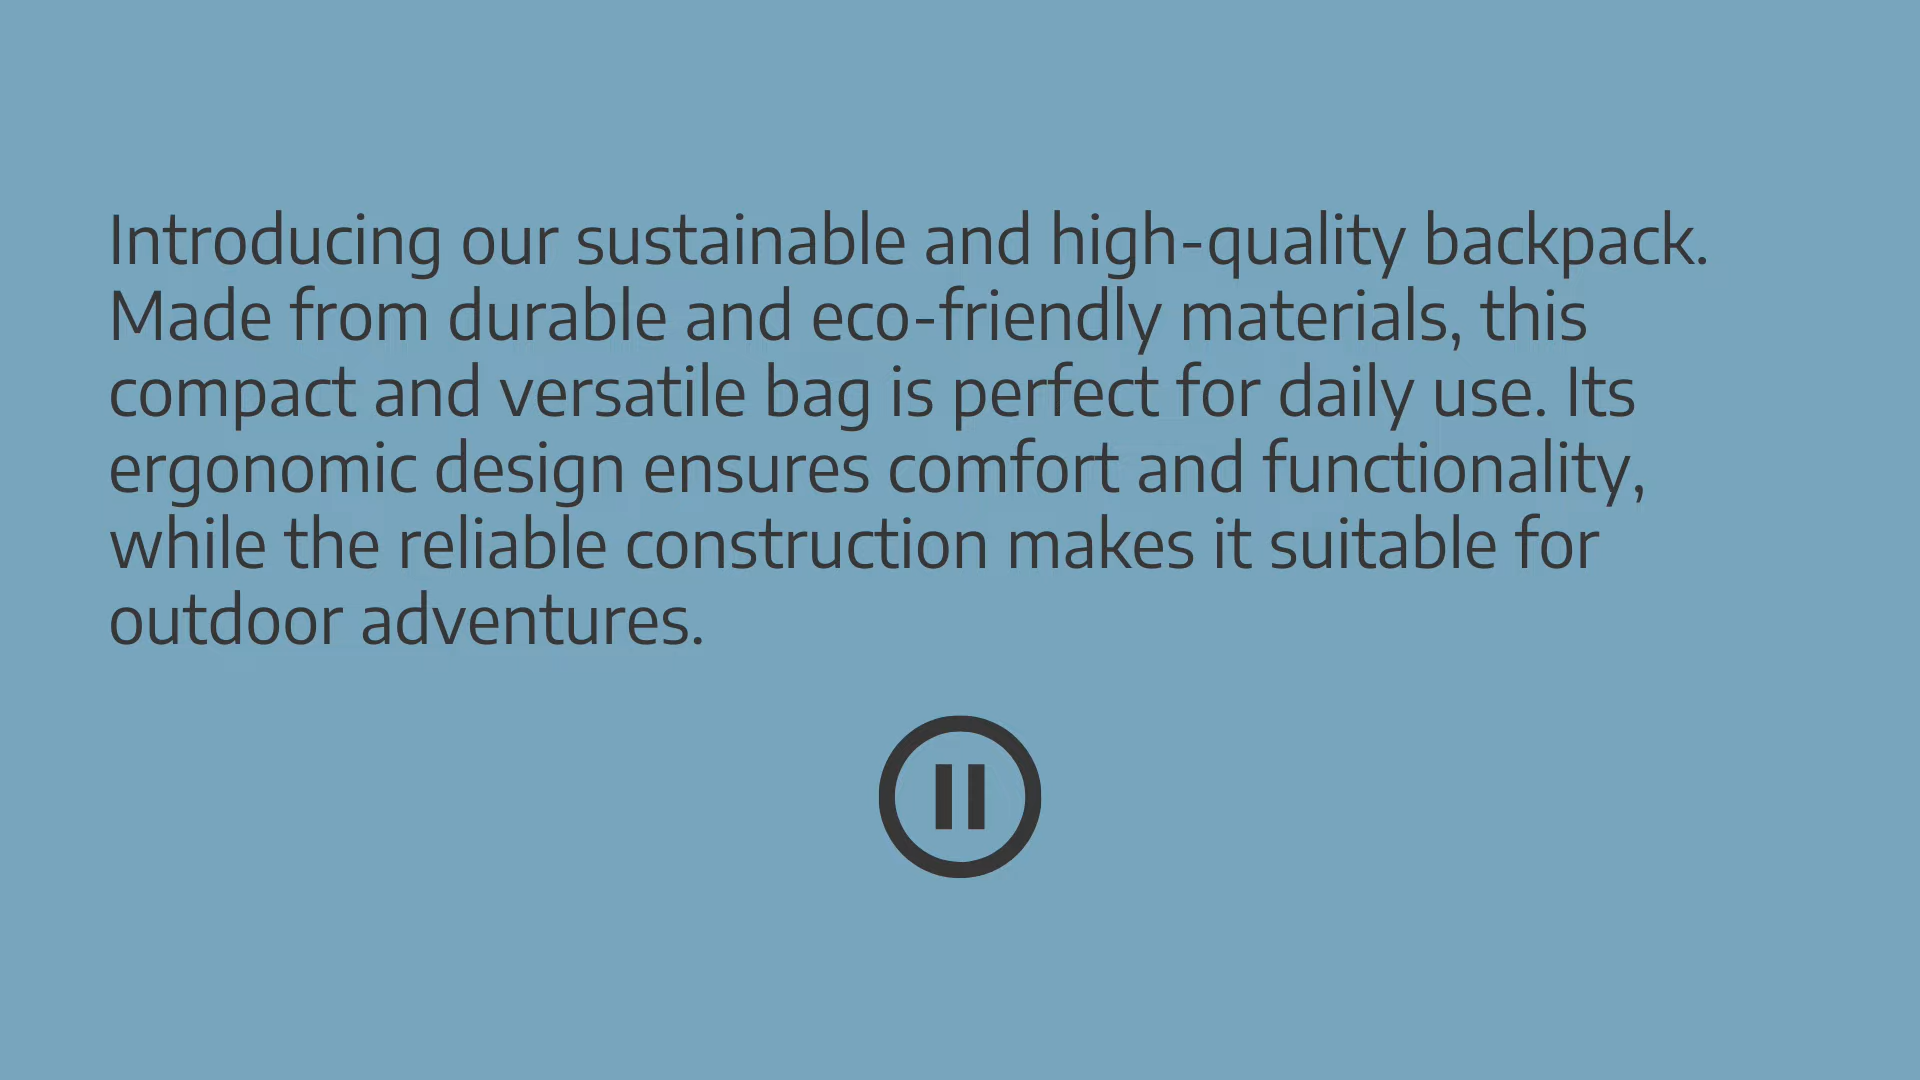 Introducing our sustainable and high-quality backpack.
Made from durable and eco-friendly materials, this
compact and versatile bag is perfect for daily use. Its
ergonomic design ensures comfort and functionality,
while the reliable construction makes it suitable for
outdoor adventures.